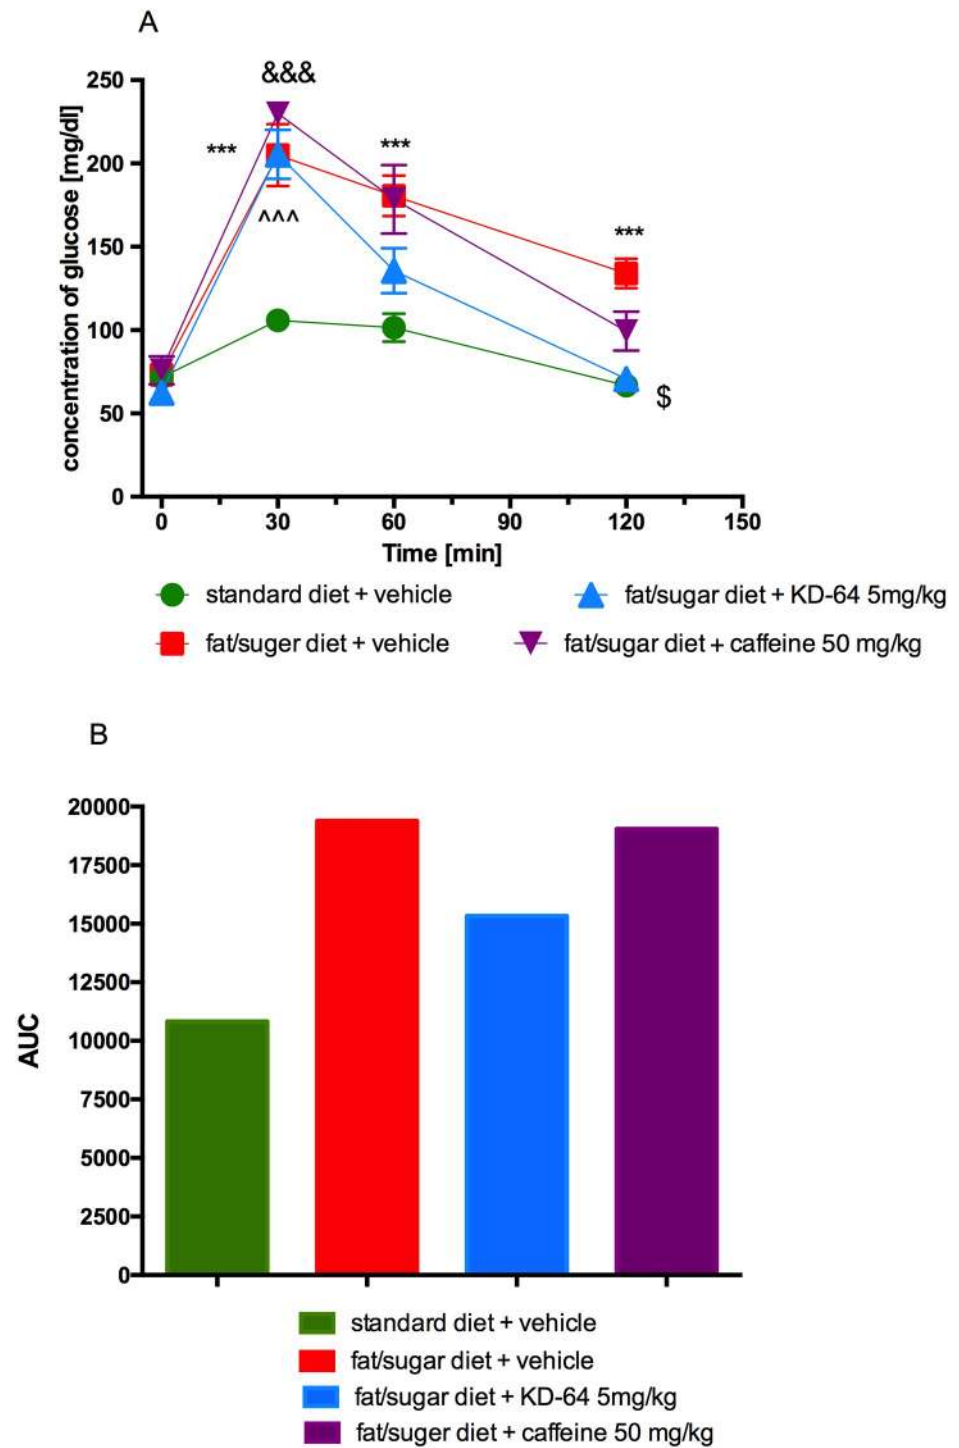 A
&&&
250
***
***
200
^^^
***
150
100
50
$
0
concentration of glucose [mg/dl]
0 30 60 90 120 150
Time [min]
standard diet + vehicle
fat/sugar diet + KD-64 5mg/kg
fat/suger diet + vehicle
fat/sugar diet + caffeine 50 mg/kg
B
20000
17500
15000
12500
10000
7500
5000
2500
0
AUC
standard diet + vehicle
fat/sugar diet + vehicle
fat/sugar diet + KD-64 5mg/kg
fat/suger diet + caffeine 50 mg/kg